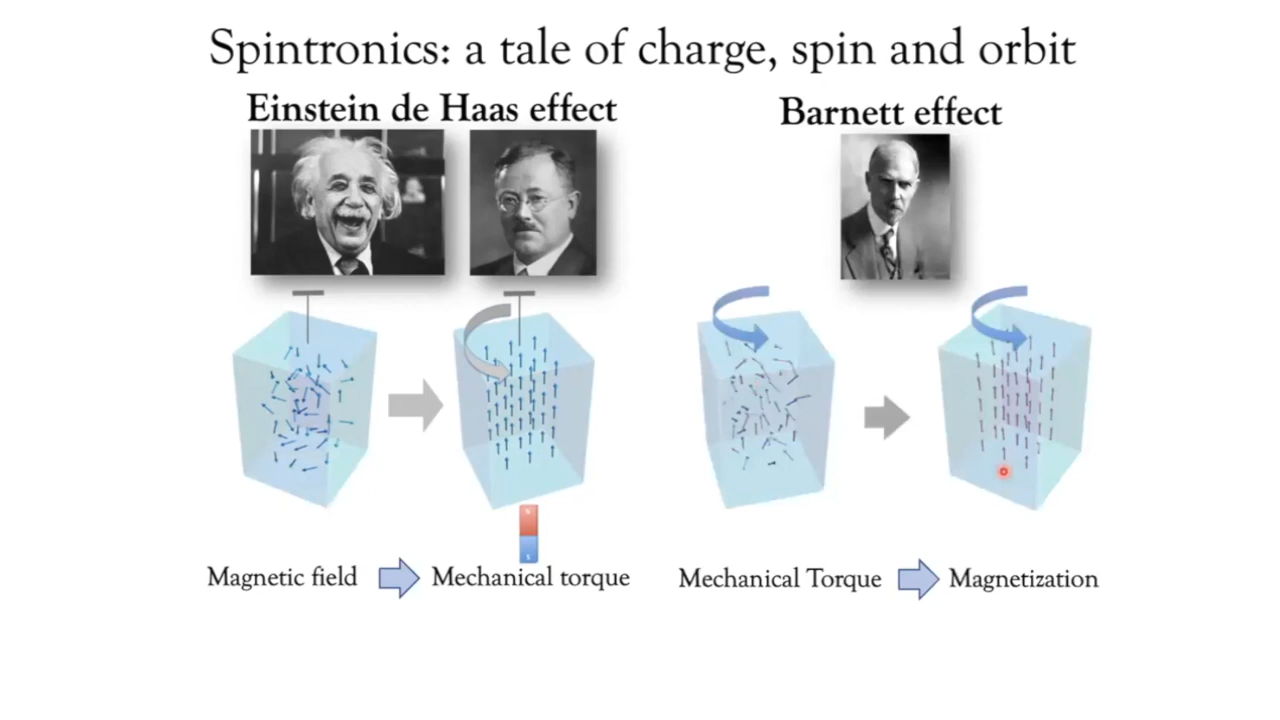 Spintronics: a tale of charge, spin and orbit
Einstein de Haas effect
Barnett effect
N
S
Magnetic field
Mechanical torque
Mechanical Torque
Magnetization